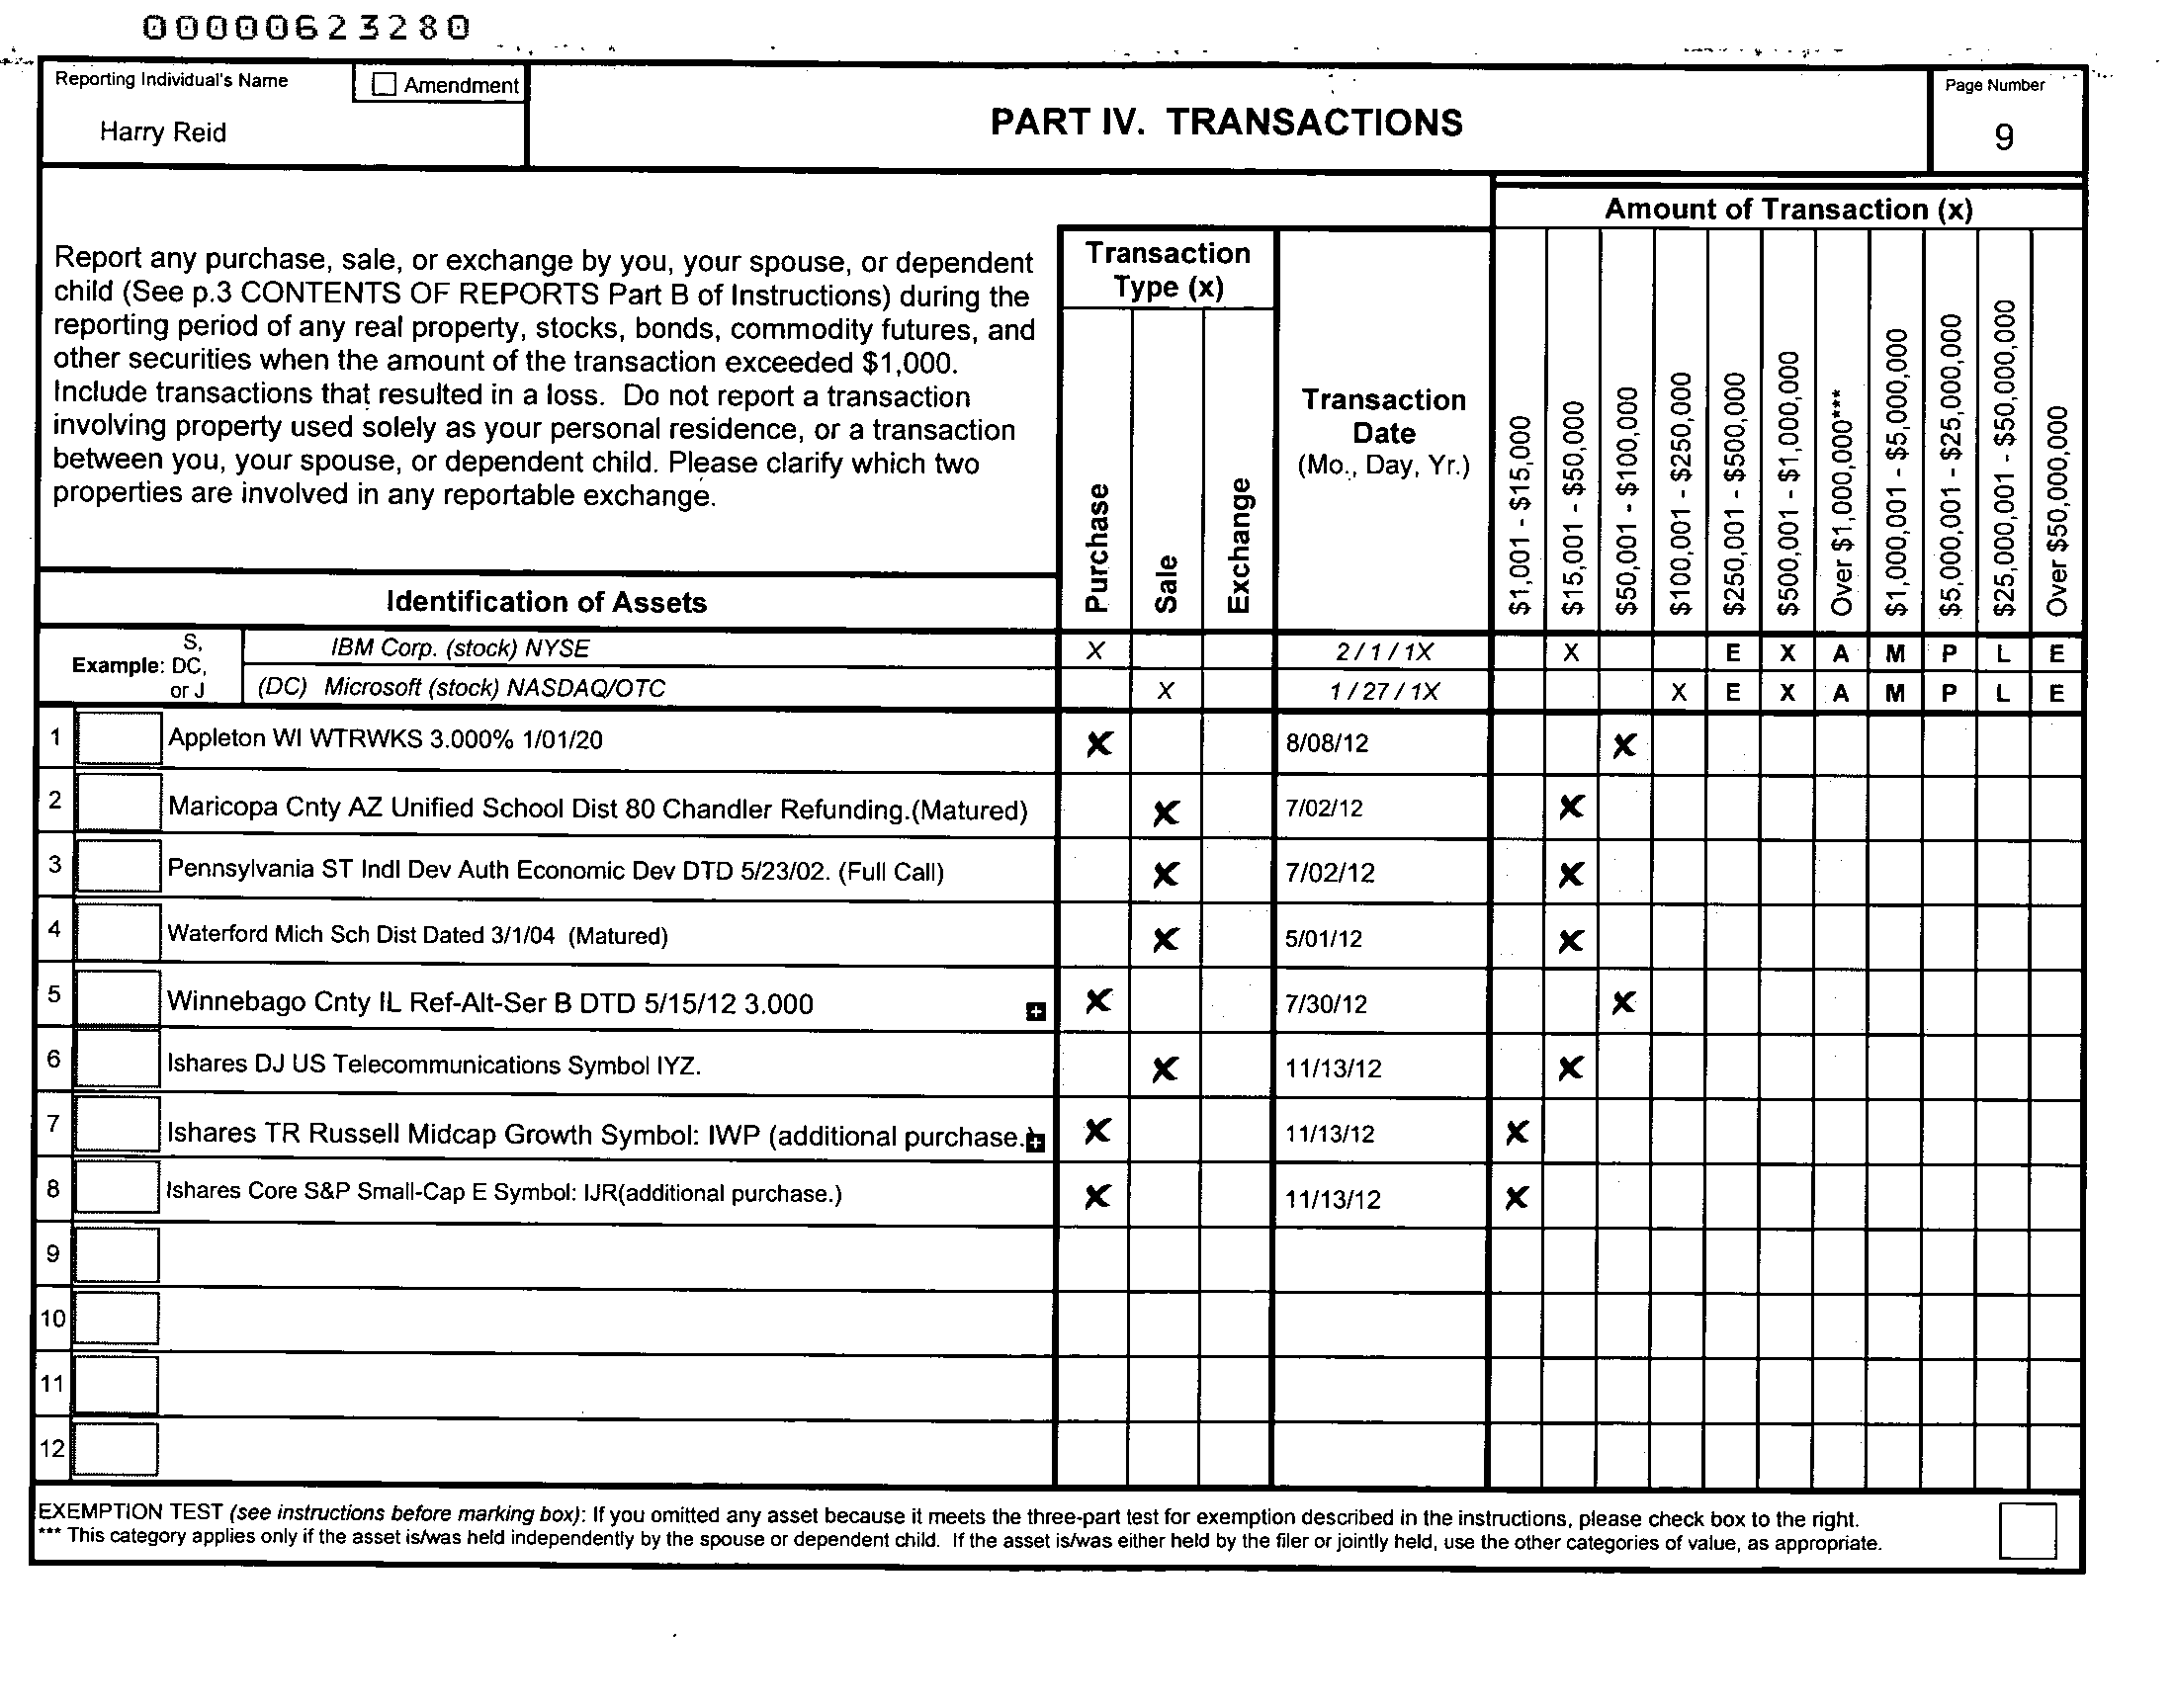 00000623280
Reporting Individual's Name
Amendment
Harry Reid
PART IV. TRANSACTIONS
Page Number
9
Report any purchase, sale, or exchange by you, your spouse, or dependent
child (See p.3 CONTENTS OF REPORTS Part B of Instructions) during the
reporting period of any real property, stocks, bonds, commodity futures, and
other securities when the amount of the transaction exceeded $1,000.
Include transactions that resulted in a loss. Do not report a transaction
involving property used solely as your personal residence, or a transaction
between you, your spouse, or dependent child. Please clarify which two
properties are involved in any reportable exchange.
Identification of Assets
Transaction
Type (x)
Purchase
Sale
Exchange
Transaction
Date
(Mo., Day, Yr.)
Amount of Transaction (x)
$1,001 - $15,000
$15,001 - $50,000
$50,001 - $100,000
$100,001 - $250,000
$250,001 - $500,000
$500,001 - $1,000,000
Over $1,000,000***
$1,000,001 - $5,000,000
$5,000,001 - $25,000,000
$25,000,001 - $50,000,000
Over $50,000,000
Example: S, DC, or J
IBM Corp. (stock) NYSE X 2 / 1 / 1X X E X A M P L E
(DC) Microsoft (stock) NASDAQ/OTC X 1 / 27 / 1X X E X A M P L E
1 Appleton WI WTRWKS 3.000% 1/01/20 X 8/08/12 X
2 Maricopa Cnty AZ Unified School Dist 80 Chandler Refunding.(Matured) X 7/02/12 X
3 Pennsylvania ST Indl Dev Auth Economic Dev DTD 5/23/02. (Full Call) X 7/02/12 X
4 Waterford Mich Sch Dist Dated 3/1/04 (Matured) X 5/01/12 X
5 Winnebago Cnty IL Ref-Alt-Ser B DTD 5/15/12 3.000 + X 7/30/12 X
6 Ishares DJ US Telecommunications Symbol IYZ. X 11/13/12 X
7 Ishares TR Russell Midcap Growth Symbol: IWP (additional purchase.) + X 11/13/12 X
8 Ishares Core S&P Small-Cap E Symbol: IJR(additional purchase.) X 11/13/12 X
9
10
11
12
EXEMPTION TEST (see instructions before marking box): If you omitted any asset because it meets the three-part test for exemption described in the instructions, please check box to the right.
*** This category applies only if the asset is/was held independently by the spouse or dependent child. If the asset is/was either held by the filer or jointly held, use the other categories of value, as appropriate.